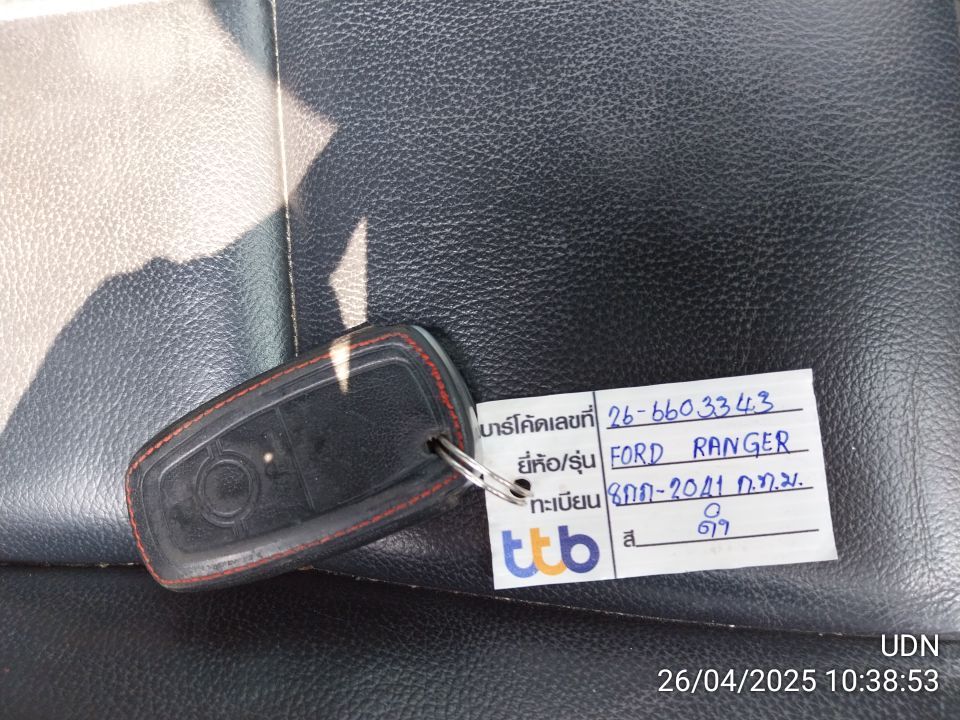 บาร์โค้ดเลขที่ 26-6603343
ยี่ห้อ/รุ่น FORD RANGER
ทะเบียน 8กก-2041 ก.ท.ม.
สี ดำ
ttb
UDN
26/04/2025 10:38:53